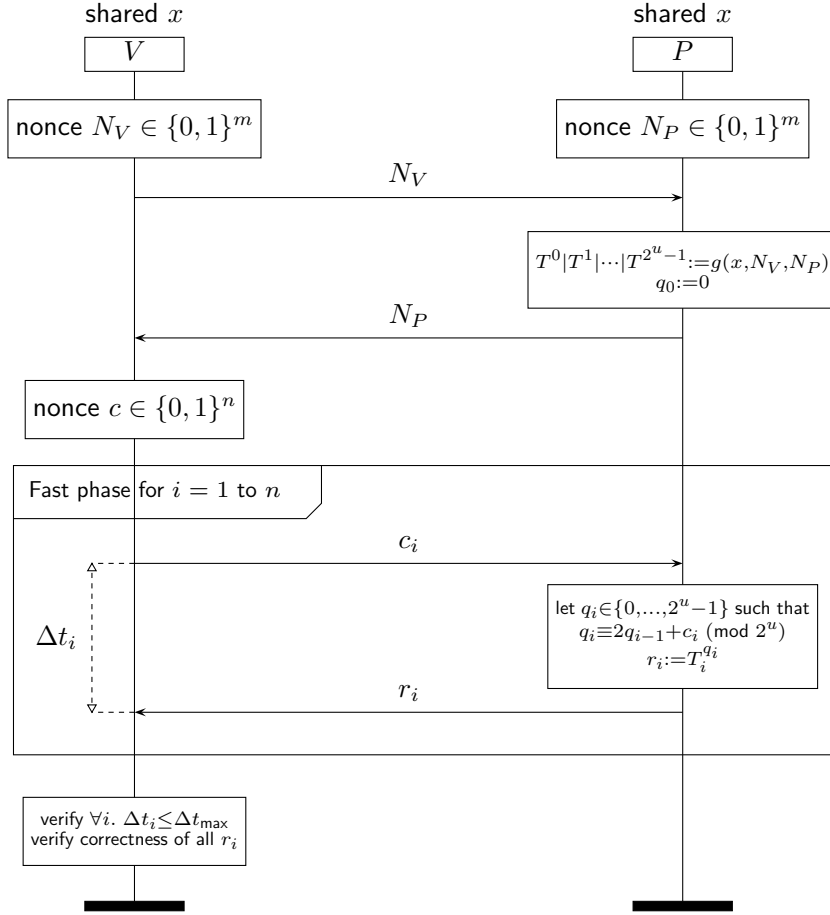 shared x
shared x
V
P
nonce N_V ∈ {0, 1}^m
nonce N_P ∈ {0, 1}^m
N_V
T^0|T^1|···|T^{2^u−1}:=g(x,N_V,N_P)
q_0:=0
N_P
nonce c ∈ {0, 1}^n
Fast phase for i = 1 to n
c_i
let q_i∈{0,...,2^u−1} such that
q_i≡2q_{i−1}+c_i (mod 2^u)
r_i:=T_i^{q_i}
Δt_i
r_i
verify ∀i. Δt_i≤Δt_max
verify correctness of all r_i